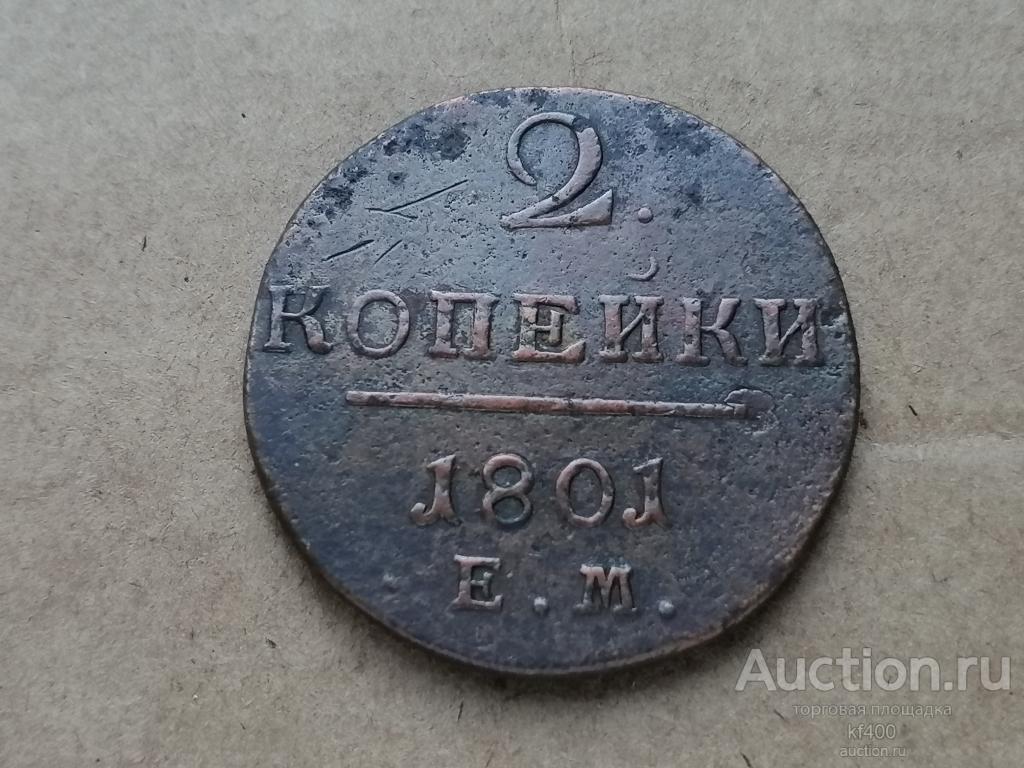 2.
КОПЕЙКИ
1801
Е.М.
Auction.ru
торговая площадка
kf400
auction.ru